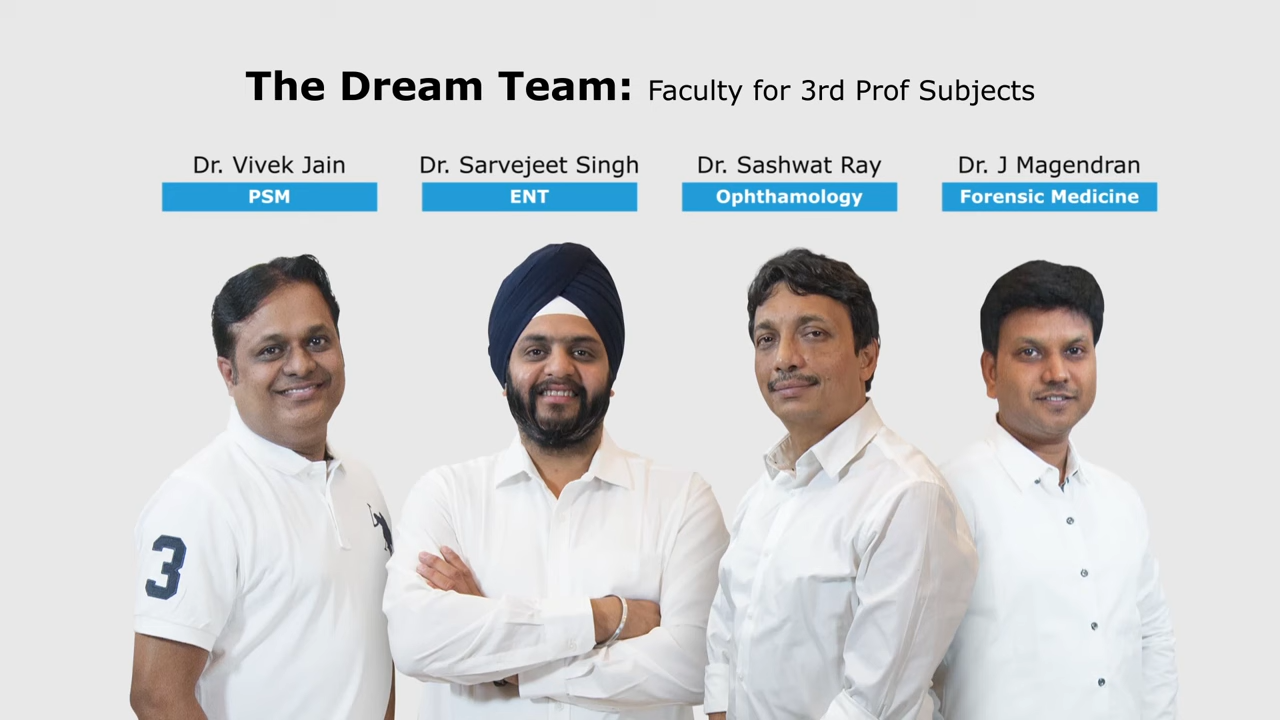 The Dream Team: Faculty for 3rd Prof Subjects
Dr. Vivek Jain
PSM
Dr. Sarvejeet Singh
ENT
Dr. Sashwat Ray
Ophthamology
Dr. J Magendran
Forensic Medicine
3